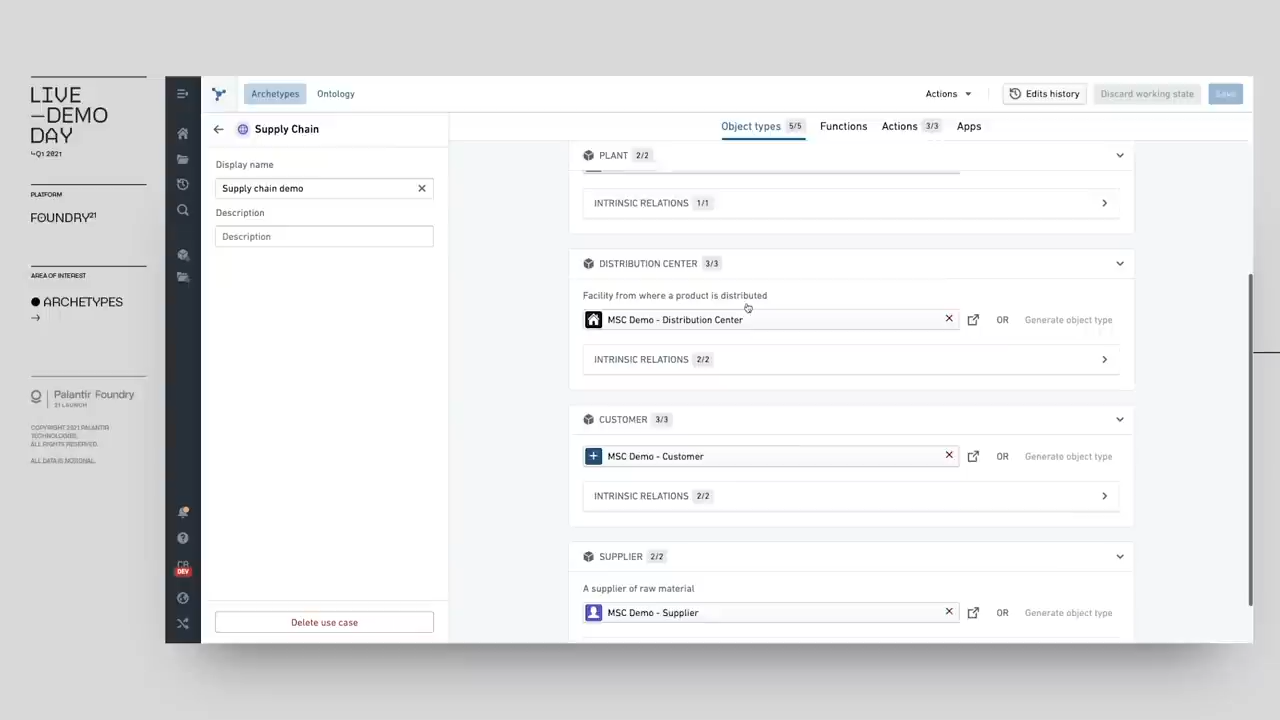 LIVE
—DEMO
DAY
↳Q1 2021
PLATFORM
FOUNDRY21
AREA OF INTEREST
ARCHETYPES
Palantir Foundry
21 LAUNCH
COPYRIGHT 2021 PALANTIR
TECHNOLOGIES.
ALL RIGHTS RESERVED.
ALL DATA IS NOTIONAL.
Archetypes
Ontology
Actions
Edits history
Discard working state
Save
Supply Chain
Display name
Supply chain demo
Description
Description
Delete use case
DEV
Object types 5/5
Functions
Actions 3/3
Apps
PLANT 2/2
INTRINSIC RELATIONS 1/1
DISTRIBUTION CENTER 3/3
Facility from where a product is distributed
MSC Demo - Distribution Center
OR
Generate object type
INTRINSIC RELATIONS 2/2
CUSTOMER 3/3
MSC Demo - Customer
OR
Generate object type
INTRINSIC RELATIONS 2/2
SUPPLIER 2/2
A supplier of raw material
MSC Demo - Supplier
OR
Generate object type